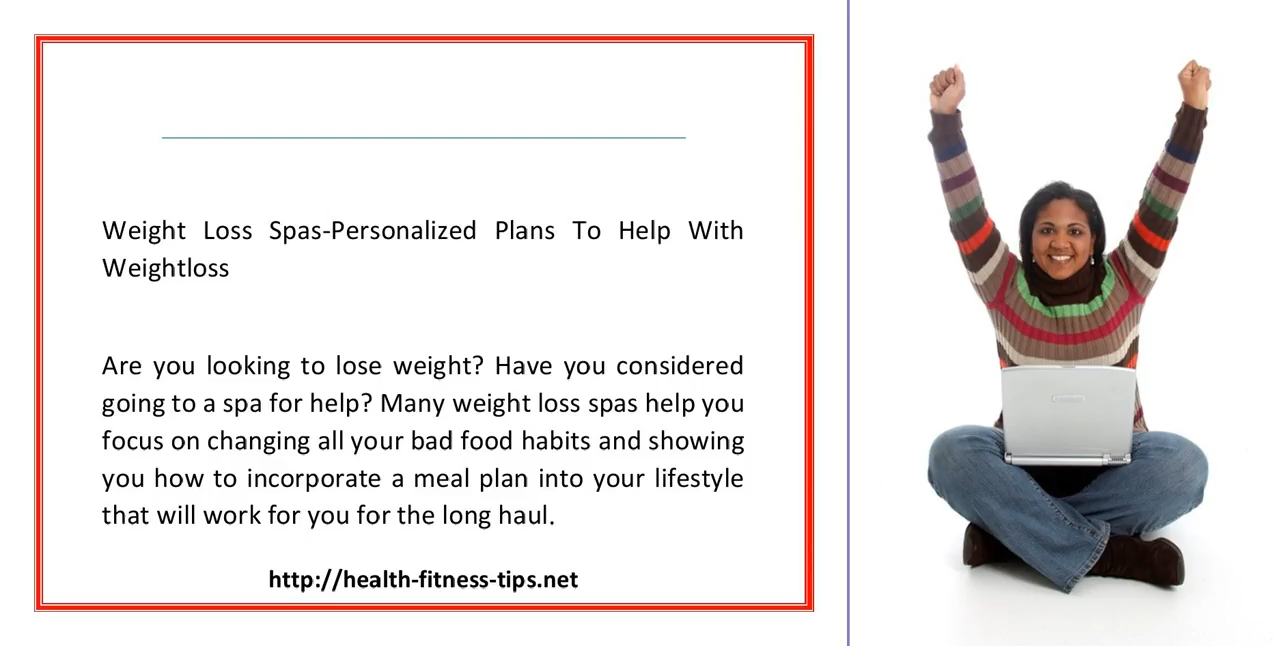 Weight Loss Spas-Personalized Plans To Help With
Weightloss
Are you looking to lose weight? Have you considered
going to a spa for help? Many weight loss spas help you
focus on changing all your bad food habits and showing
you how to incorporate a meal plan into your lifestyle
that will work for you for the long haul.
http://health-fitness-tips.net